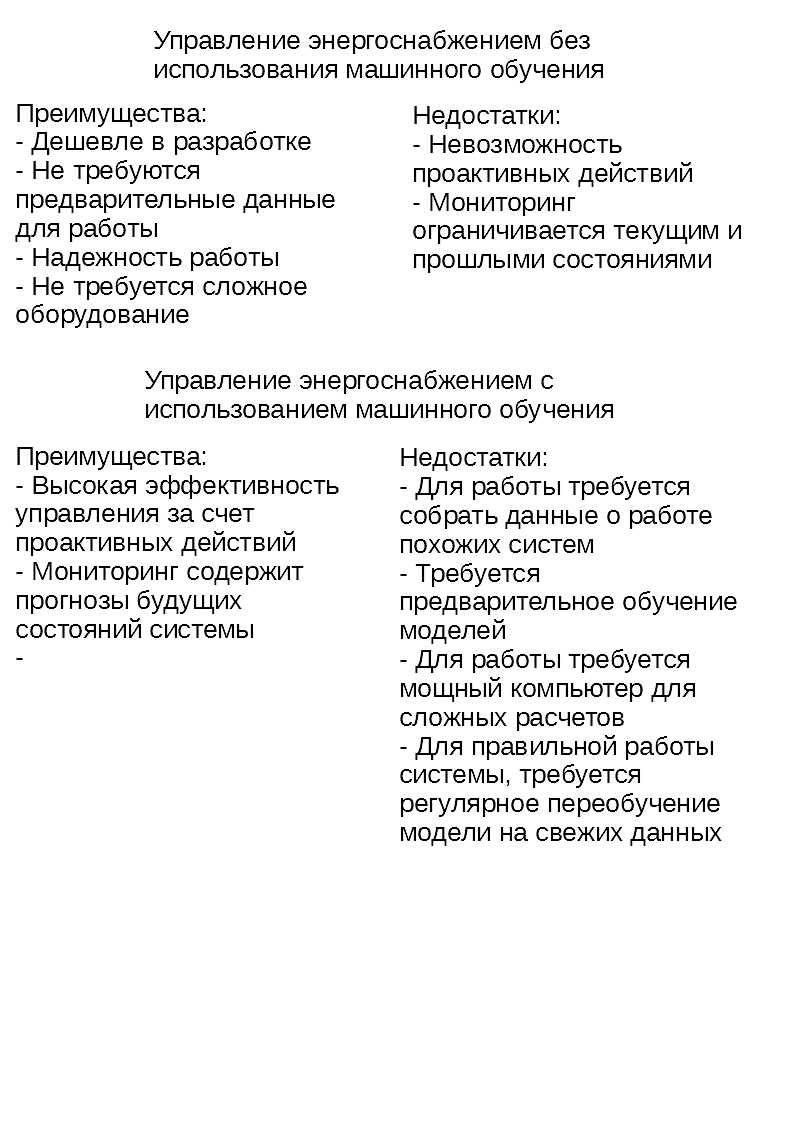 Управление энергоснабжением без
использования машинного обучения
Преимущества:
- Дешевле в разработке
- Не требуются
предварительные данные
для работы
- Надежность работы
- Не требуется сложное
оборудование
Недостатки:
- Невозможность
проактивных действий
- Мониторинг
ограничивается текущим и
прошлыми состояниями
Управление энергоснабжением с
использованием машинного обучения
Преимущества:
- Высокая эффективность
управления за счет
проактивных действий
- Мониторинг содержит
прогнозы будущих
состояний системы
-
Недостатки:
- Для работы требуется
собрать данные о работе
похожих систем
- Требуется
предварительное обучение
моделей
- Для работы требуется
мощный компьютер для
сложных расчетов
- Для правильной работы
системы, требуется
регулярное переобучение
модели на свежих данных